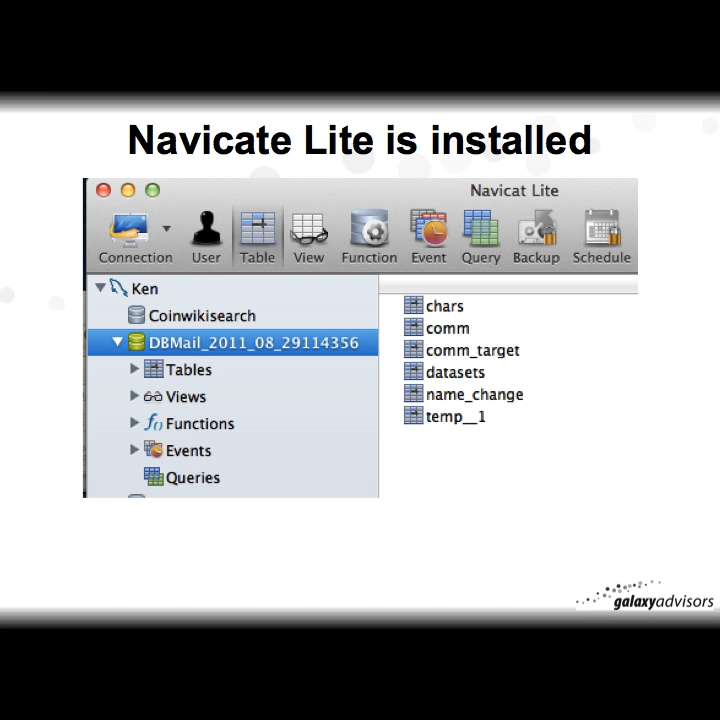 Navicate Lite is installed
Navicat Lite
Connection User Table View Function Event Query Backup Schedule
Ken
Coinwikisearch
DBMail_2011_08_29114356
Tables
Views
Functions
Events
Queries
chars
comm
comm_target
datasets
name_change
temp__1
galaxyadvisors